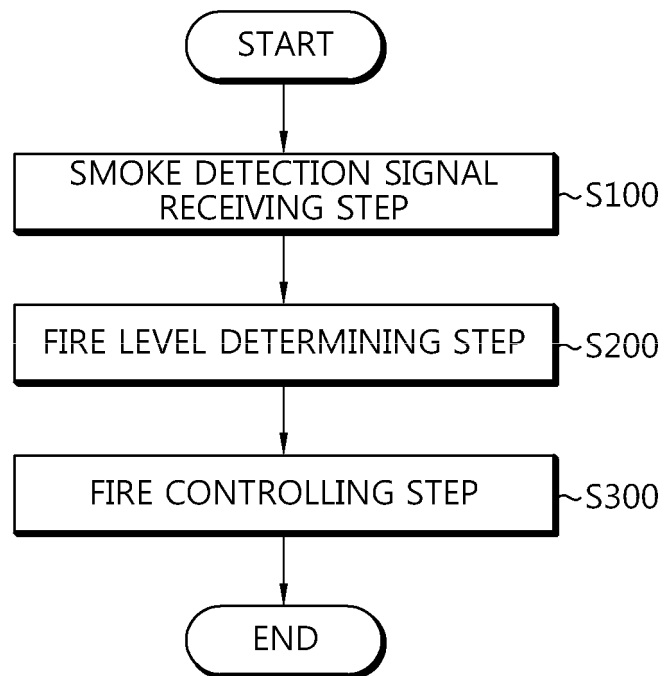 START
SMOKE DETECTION SIGNAL
RECEIVING STEP
~S100
FIRE LEVEL DETERMINING STEP
~S200
FIRE CONTROLLING STEP
~S300
END